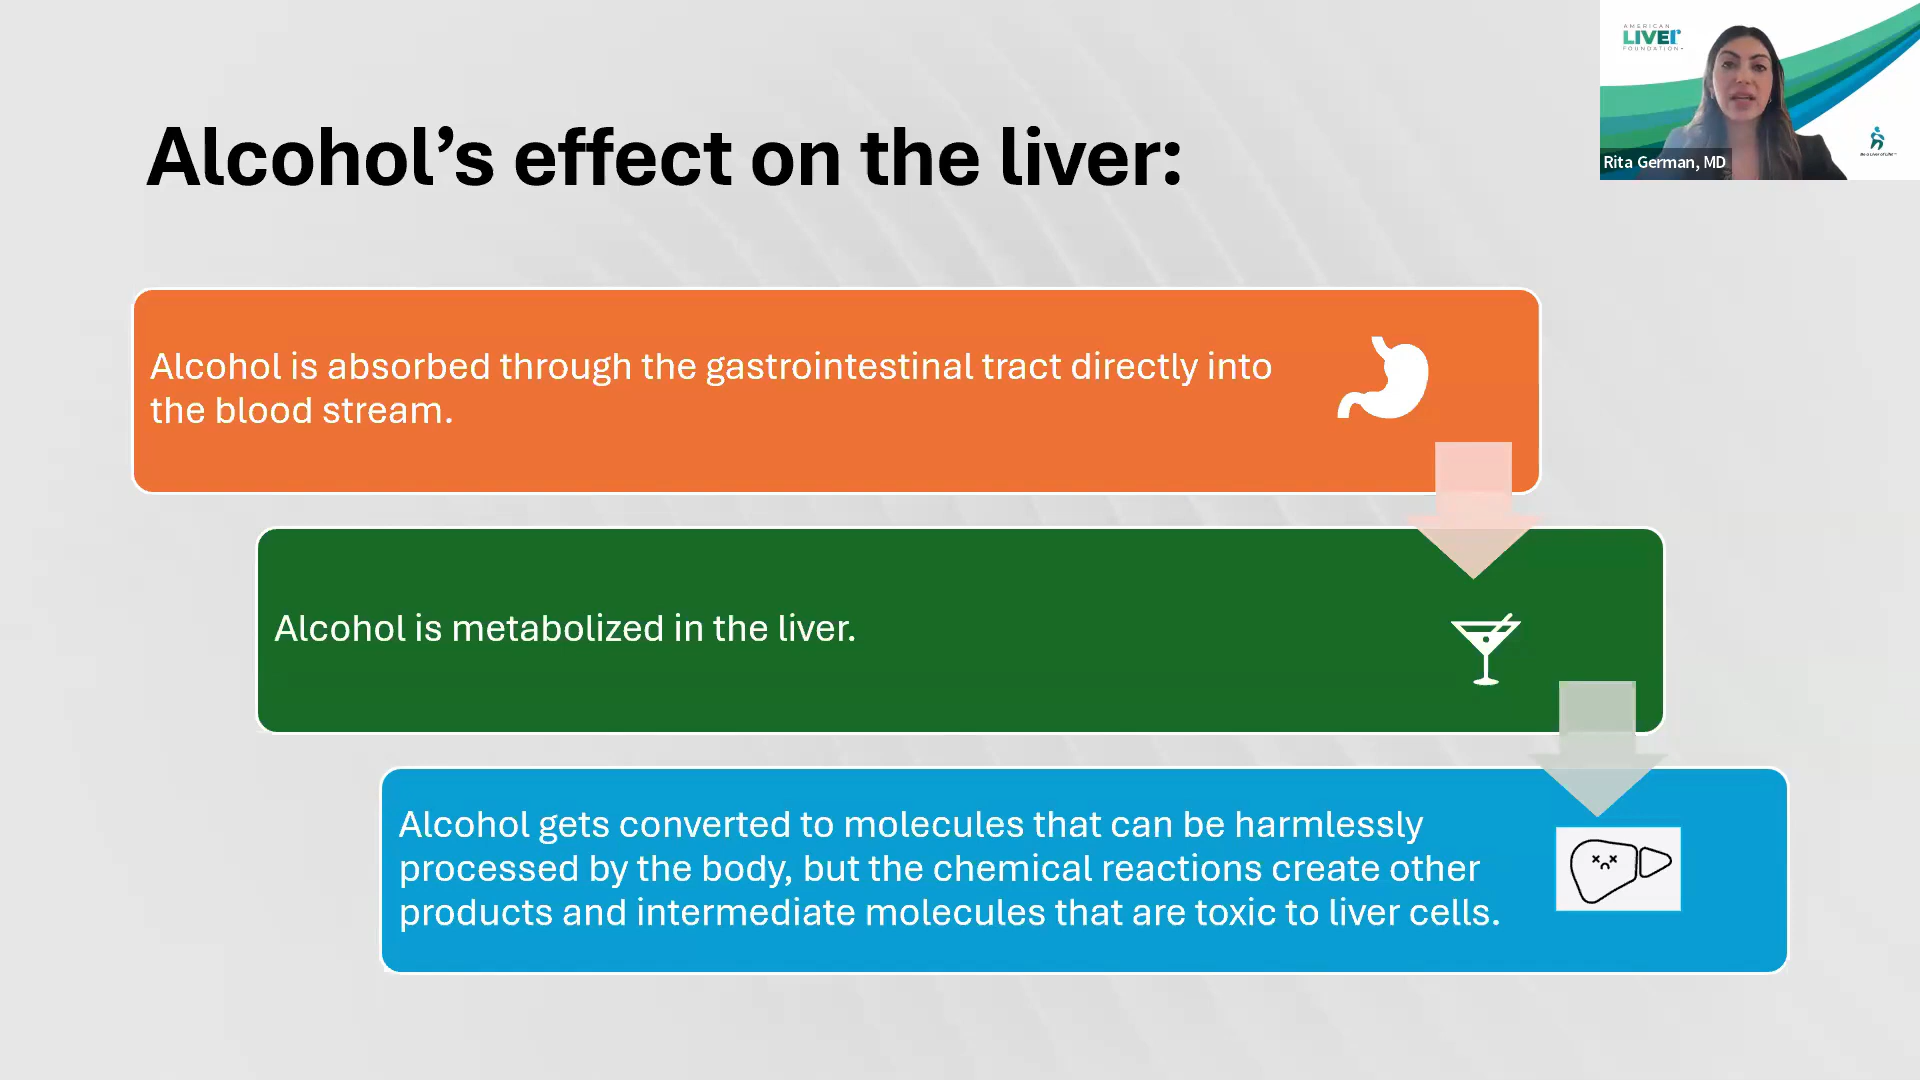 AMERICAN
LIVER
FOUNDATION
Rita German, MD
Alcohol’s effect on the liver:
Alcohol is absorbed through the gastrointestinal tract directly into
the blood stream.
Alcohol is metabolized in the liver.
Alcohol gets converted to molecules that can be harmlessly
processed by the body, but the chemical reactions create other
products and intermediate molecules that are toxic to liver cells.